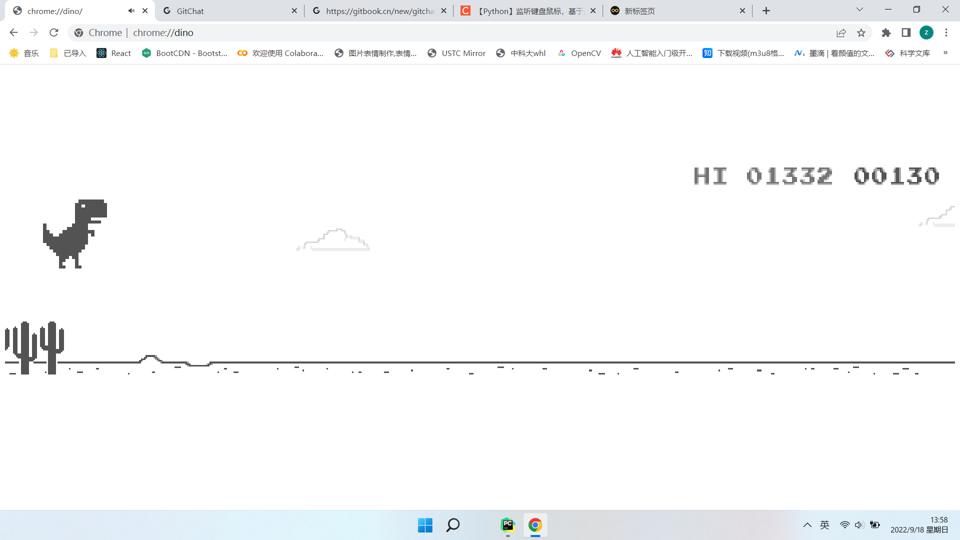 chrome://dino/
GitChat
https://gitbook.cn/new/gitcha
【Python】监听键盘鼠标，基于
新标签页
Chrome | chrome://dino
z
音乐
已导入
React
BootCDN - Bootst...
欢迎使用 Colabora...
图片表情制作,表情...
USTC Mirror
中科大whl
OpenCV
人工智能入门级开...
下载视频(m3u8格...
墨滴 | 看颜值的文...
科学文库
»
HI 01332 00130
英
13:58
2022/9/18 星期日